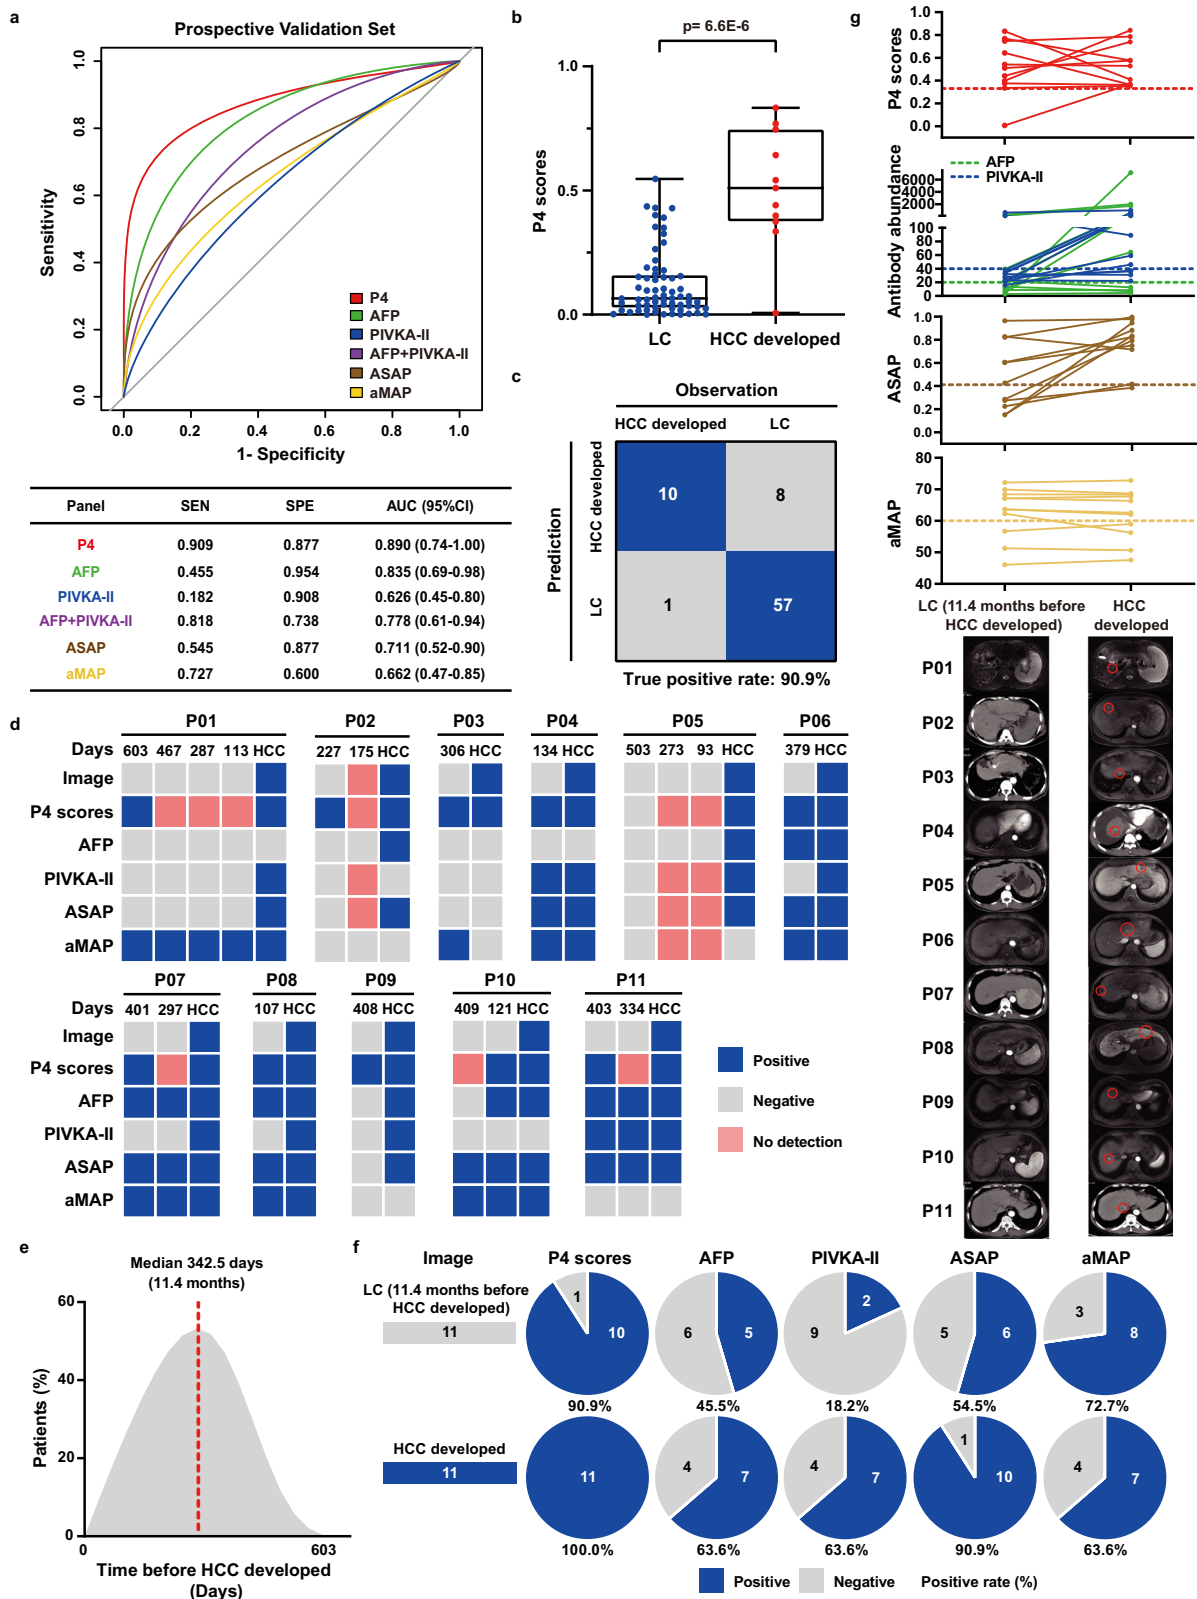 a
Prospective Validation Set
Sensitivity
1.0
0.8
0.6
0.4
0.2
0.0
P4
AFP
PIVKA-II
AFP+PIVKA-II
ASAP
aMAP
0.0 0.2 0.4 0.6 0.8 1.0
1- Specificity
Panel SEN SPE AUC (95%CI)
P4 0.909 0.877 0.890 (0.74-1.00)
AFP 0.455 0.954 0.835 (0.69-0.98)
PIVKA-II 0.182 0.908 0.626 (0.45-0.80)
AFP+PIVKA-II 0.818 0.738 0.778 (0.61-0.94)
ASAP 0.545 0.877 0.711 (0.52-0.90)
aMAP 0.727 0.600 0.662 (0.47-0.85)
b
p= 6.6E-6
P4 scores
1.0
0.5
0.0
LC HCC developed
c
Observation
HCC developed LC
Prediction
HCC developed
10 8
LC
1 57
True positive rate: 90.9%
d
P01 P02 P03 P04 P05 P06
Days 603 467 287 113 HCC 227 175 HCC 306 HCC 134 HCC 503 273 93 HCC 379 HCC
Image
P4 scores
AFP
PIVKA-II
ASAP
aMAP
P07 P08 P09 P10 P11
Days 401 297 HCC 107 HCC 408 HCC 409 121 HCC 403 334 HCC
Image
P4 scores
AFP
PIVKA-II
ASAP
aMAP
Positive
Negative
No detection
e
Median 342.5 days
(11.4 months)
Patients (%)
60
40
20
0
0 603
Time before HCC developed
(Days)
f
Image P4 scores AFP PIVKA-II ASAP aMAP
LC (11.4 months before
HCC developed)
11
1 10 6 5 9 2 5 6 3 8
90.9% 45.5% 18.2% 54.5% 72.7%
HCC developed
11
11 4 7 4 7 1 10 4 7
100.0% 63.6% 63.6% 90.9% 63.6%
Positive Negative Positive rate (%)
g
P4 scores
1.0
0.8
0.6
0.4
0.2
0.0
Antibody abundance
AFP
PIVKA-II
6000
2000
100
80
60
40
20
0
ASAP
1.0
0.8
0.6
0.4
0.2
0.0
aMAP
80
70
60
50
40
LC (11.4 months before
HCC developed)
HCC
developed
P01
P02
P03
P04
P05
P06
P07
P08
P09
P10
P11